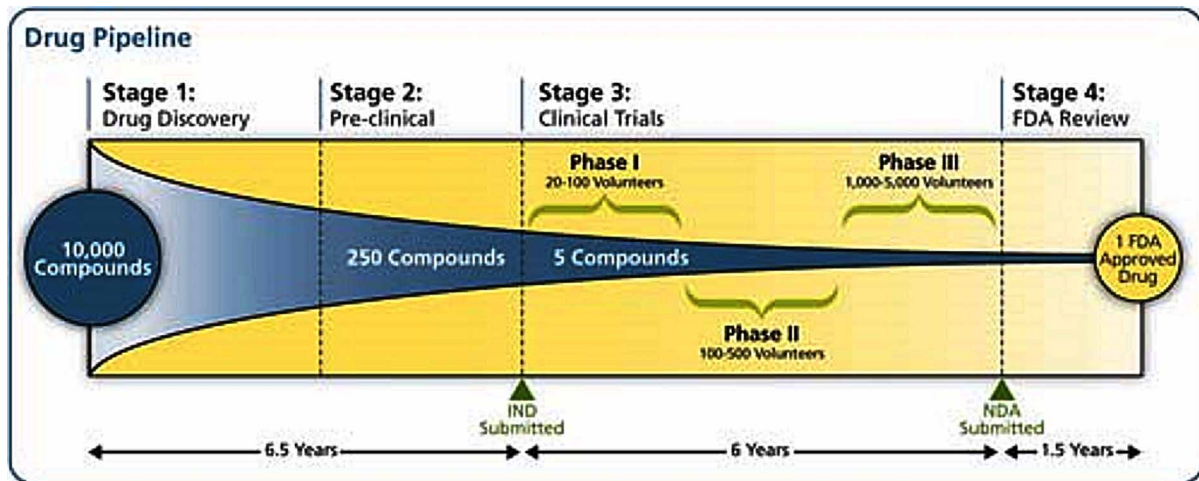 Drug Pipeline
Stage 1:
Drug Discovery
Stage 2:
Pre-clinical
Stage 3:
Clinical Trials
Stage 4:
FDA Review
Phase I
20-100 Volunteers
Phase III
1,000-5,000 Volunteers
10,000
Compounds
250 Compounds
5 Compounds
1 FDA
Approved
Drug
Phase II
100-500 Volunteers
IND
Submitted
NDA
Submitted
6.5 Years
6 Years
1.5 Years